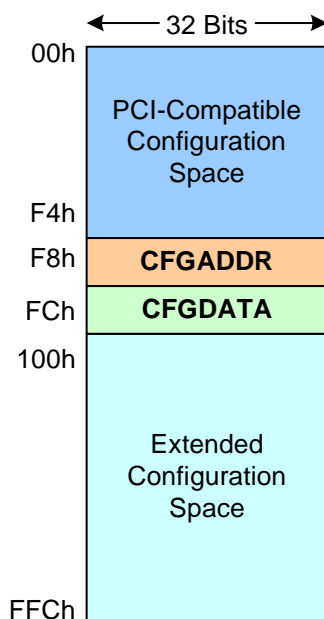 32 Bits
00h
PCI-Compatible
Configuration
Space
F4h
F8h
CFGADDR
FCh
CFGDATA
100h
Extended
Configuration
Space
FFCh